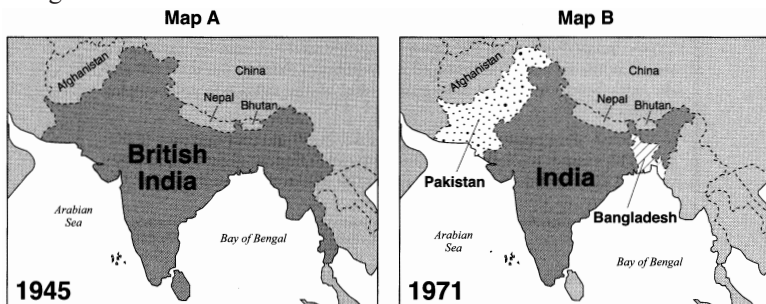 Map A
Afghanistan
China
Nepal
Bhutan
British
India
Arabian
Sea
Bay of Bengal
1945
Map B
Afghanistan
China
Nepal
Bhutan
Pakistan
India
Bangladesh
Arabian
Sea
Bay of Bengal
1971